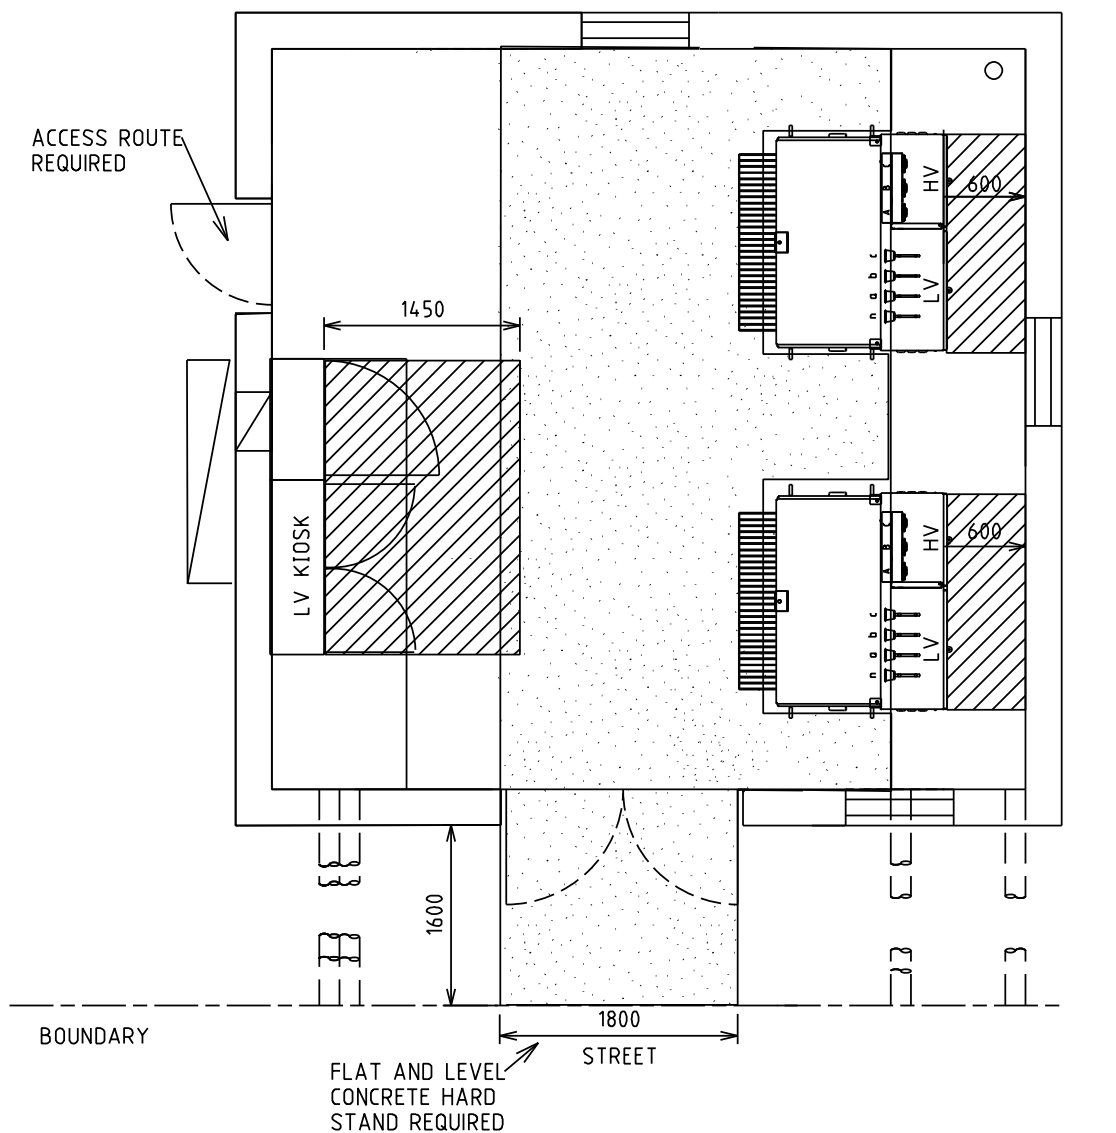 ACCESS ROUTE
REQUIRED
HV
600
C
B
A
LV
c
b
a
n
1450
LV KIOSK
HV
600
C
B
A
LV
c
b
a
n
1600
1800
BOUNDARY
STREET
FLAT AND LEVEL
CONCRETE HARD
STAND REQUIRED